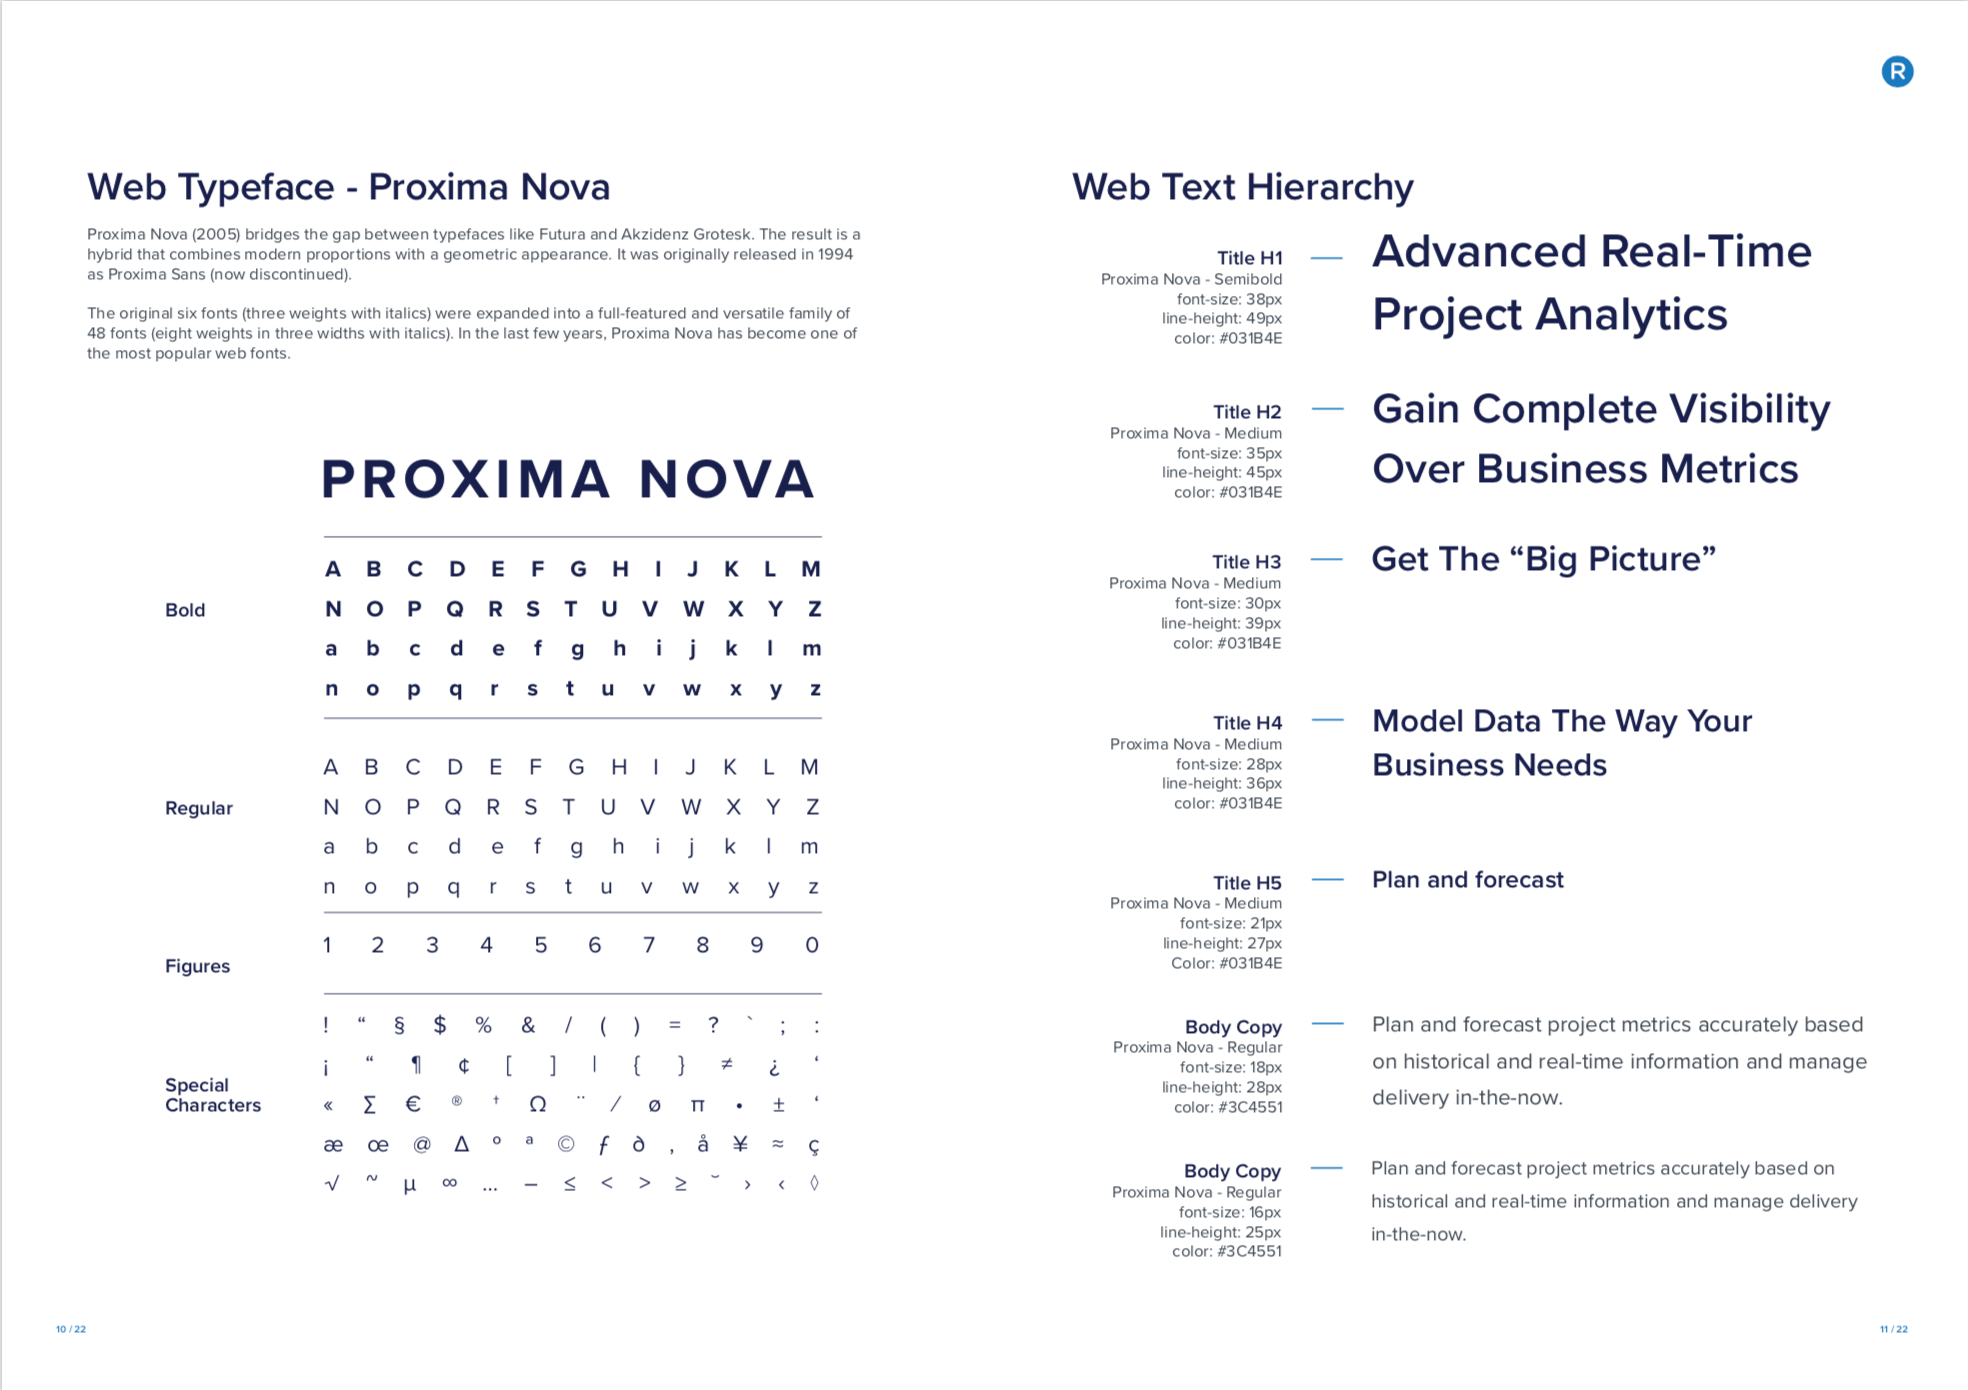 R
Web Typeface - Proxima Nova
Proxima Nova (2005) bridges the gap between typefaces like Futura and Akzidenz Grotesk. The result is a
hybrid that combines modern proportions with a geometric appearance. It was originally released in 1994
as Proxima Sans (now discontinued).
The original six fonts (three weights with italics) were expanded into a full-featured and versatile family of
48 fonts (eight weights in three widths with italics). In the last few years, Proxima Nova has become one of
the most popular web fonts.
PROXIMA NOVA
Bold
A B C D E F G H I J K L M
N O P Q R S T U V W X Y Z
a b c d e f g h i j k l m
n o p q r s t u v w x y z
Regular
A B C D E F G H I J K L M
N O P Q R S T U V W X Y Z
a b c d e f g h i j k l m
n o p q r s t u v w x y z
Figures
1 2 3 4 5 6 7 8 9 0
Special
Characters
! “ § $ % & / ( ) = ? ` ; :
¡ “ ¶ ¢ [ ] | { } ≠ ¿ ‘
« Σ € ® † Ω ¨ ⁄ ø π • ± ‘
æ œ @ Δ º ª © ƒ ∂ ‚ å ¥ ≈ ç
√ ~ µ ∞ … – ≤ < > ≥ ˘ › ‹ ◊
Web Text Hierarchy
Title H1
Proxima Nova - Semibold
font-size: 38px
line-height: 49px
color: #031B4E
Advanced Real-Time
Project Analytics
Title H2
Proxima Nova - Medium
font-size: 35px
line-height: 45px
color: #031B4E
Gain Complete Visibility
Over Business Metrics
Title H3
Proxima Nova - Medium
font-size: 30px
line-height: 39px
color: #031B4E
Get The “Big Picture”
Title H4
Proxima Nova - Medium
font-size: 28px
line-height: 36px
color: #031B4E
Model Data The Way Your
Business Needs
Title H5
Proxima Nova - Medium
font-size: 21px
line-height: 27px
Color: #031B4E
Plan and forecast
Body Copy
Proxima Nova - Regular
font-size: 18px
line-height: 28px
color: #3C4551
Plan and forecast project metrics accurately based
on historical and real-time information and manage
delivery in-the-now.
Body Copy
Proxima Nova - Regular
font-size: 16px
line-height: 25px
color: #3C4551
Plan and forecast project metrics accurately based on
historical and real-time information and manage delivery
in-the-now.
10 / 22
11 / 22